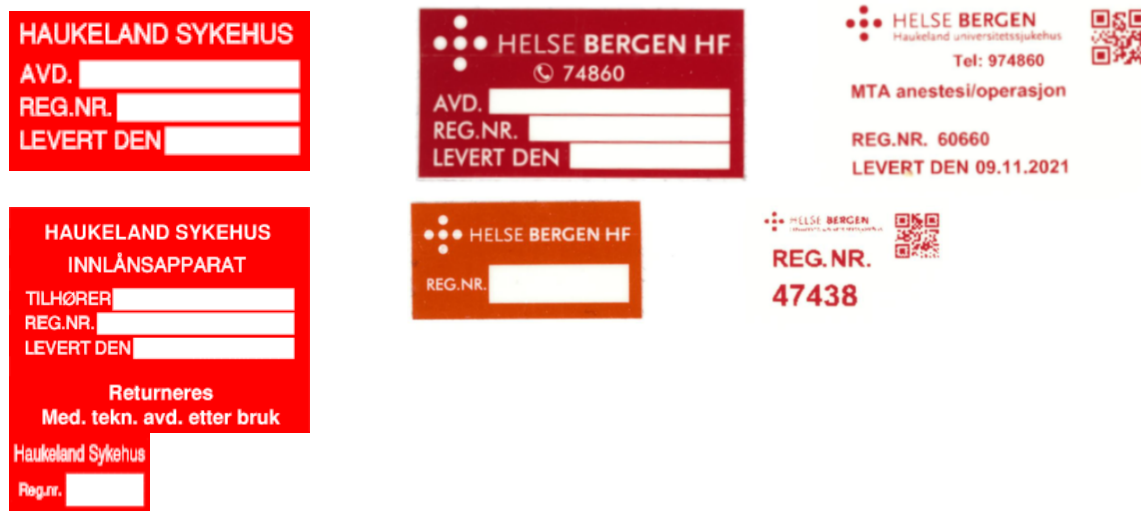 HAUKELAND SYKEHUS
AVD.
REG.NR.
LEVERT DEN
HELSE BERGEN HF
74860
AVD.
REG.NR.
LEVERT DEN
HELSE BERGEN
Haukeland universitetssjukehus
Tel: 974860
MTA anestesi/operasjon
REG.NR. 60660
LEVERT DEN 09.11.2021
HAUKELAND SYKEHUS
INNLÅNSAPPARAT
TILHØRER
REG.NR.
LEVERT DEN
Returneres
Med. tekn. avd. etter bruk
HELSE BERGEN HF
REG.NR.
HELSE BERGEN
REG.NR.
47438
Haukeland Sykehus
Reg.nr.